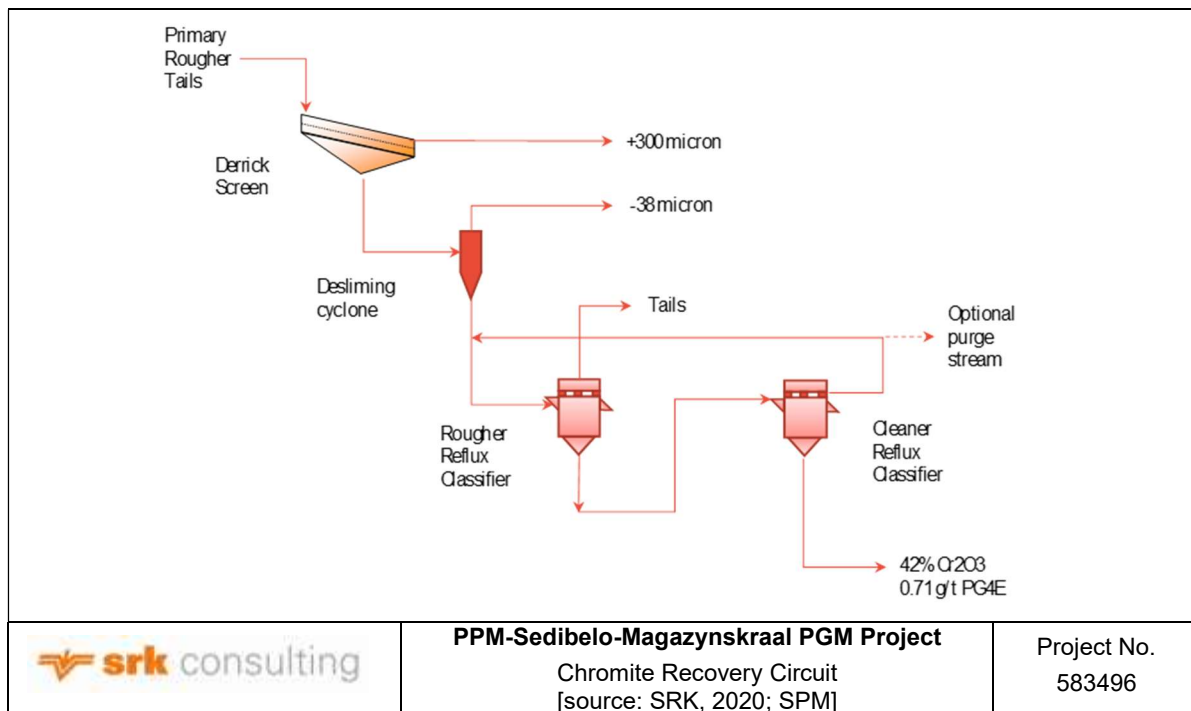 Primary
Rougher
Tails
+300 micron
Derrick
Screen
-38 micron
Desliming
cyclone
Tails
Optional
purge
stream
Rougher
Reflux
Classifier
Cleaner
Reflux
Classifier
42% Cr2O3
0.71 g/t PG4E
srk consulting
PPM-Sedibelo-Magazynskraal PGM Project
Chromite Recovery Circuit
[source: SRK, 2020; SPM]
Project No.
583496